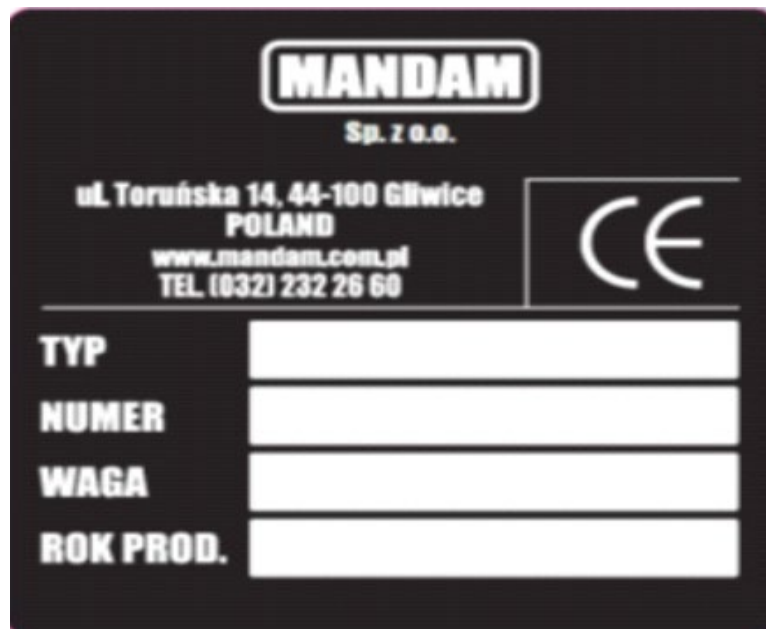 MANDAM
Sp. z o.o.
ul. Toruńska 14, 44-100 Gliwice
POLAND
www.mandam.com.pl
TEL. (032) 232 26 60
CE
TYP
NUMER
WAGA
ROK PROD.